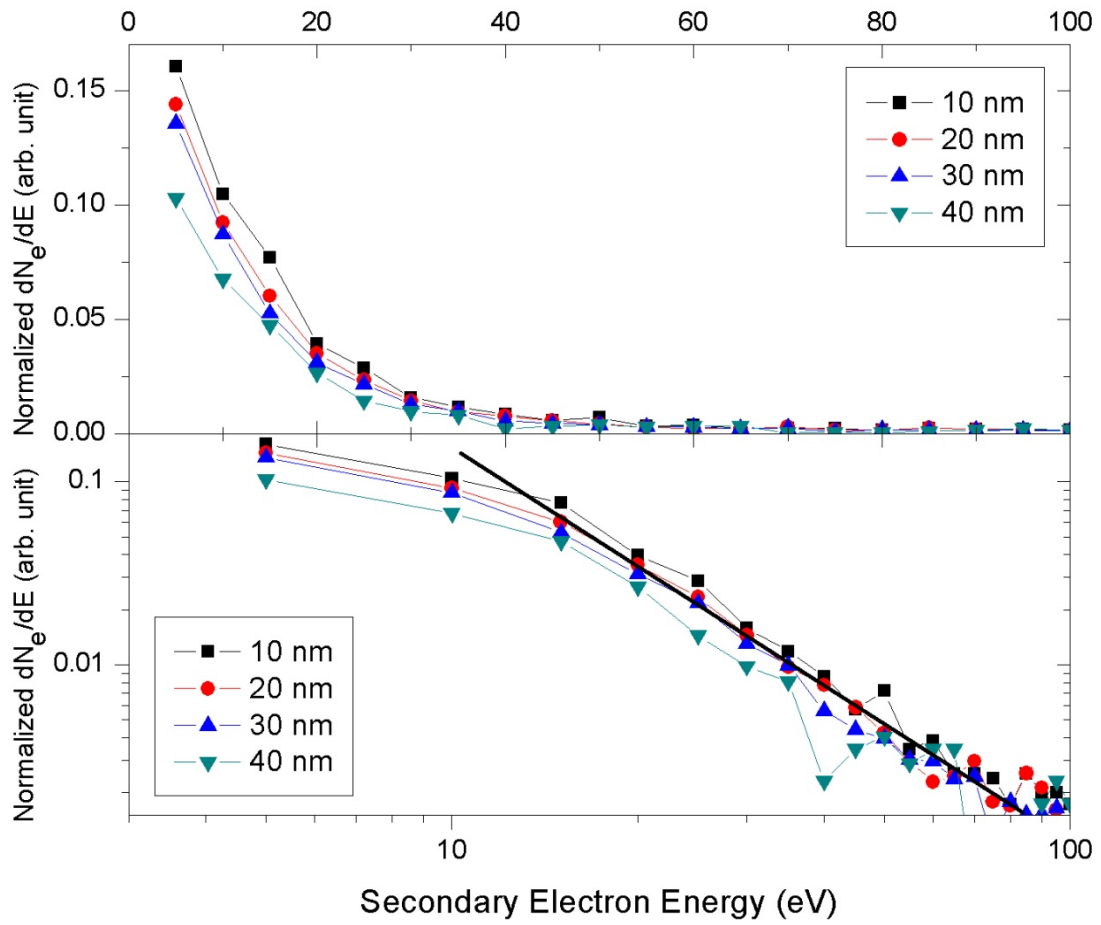 0 20 40 60 80 100
0.15
0.10
0.05
0.00
Normalized dNe/dE (arb. unit)
10 nm
20 nm
30 nm
40 nm
0.1
0.01
Normalized dNe/dE (arb. unit)
10 nm
20 nm
30 nm
40 nm
10 100
Secondary Electron Energy (eV)